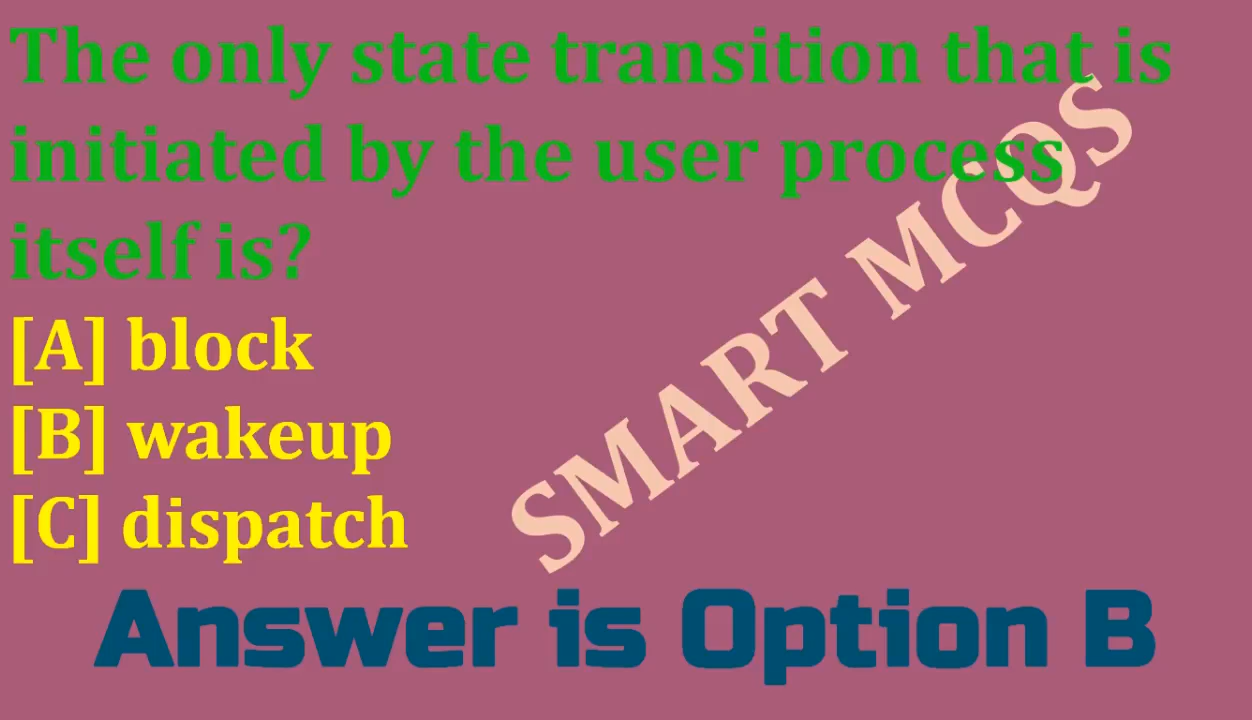 The only state transition that is
initiated by the user process
itself is?
[A] block
[B] wakeup
[C] dispatch
SMART MCQS
Answer is Option B